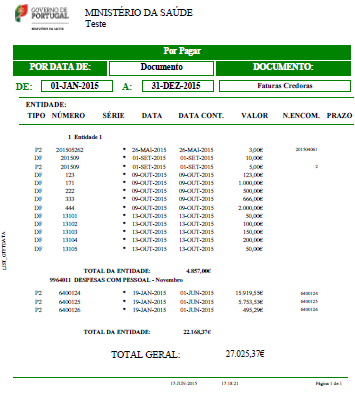 GOVERNO DE
PORTUGAL
MINISTÉRIO DA SAÚDE
MINISTÉRIO DA SAÚDE
Teste
Por Pagar
POR DATA DE: Documento DOCUMENTO:
DE: 01-JAN-2015 A: 31-DEZ-2015 Faturas Credoras
ENTIDADE:
TIPO NÚMERO SÉRIE DATA DATA CONT. VALOR N.ENCOM. PRAZO
1 Entidade 1
P2 201505262 * 26-MAI-2015 26-MAI-2015 3,00€ 201504061
DF 201509 * 01-SET-2015 01-SET-2015 10,00€
P2 201509 * 01-SET-2015 01-SET-2015 5,00€ 2
DF 123 * 09-OUT-2015 09-OUT-2015 123,00€
DF 171 * 09-OUT-2015 09-OUT-2015 1.000,00€
DF 222 * 09-OUT-2015 09-OUT-2015 500,00€
DF 333 * 09-OUT-2015 09-OUT-2015 666,00€
DF 444 * 09-OUT-2015 09-OUT-2015 2.000,00€
DF 13101 * 13-OUT-2015 13-OUT-2015 50,00€
DF 13102 * 13-OUT-2015 13-OUT-2015 100,00€
DF 13103 * 13-OUT-2015 13-OUT-2015 150,00€
DF 13104 * 13-OUT-2015 13-OUT-2015 200,00€
DF 13105 * 13-OUT-2015 13-OUT-2015 50,00€
TOTAL DA ENTIDADE: 4.857,00€
9964011 DESPESAS COM PESSOAL - Novembro
P2 6400124 * 19-JAN-2015 01-JUN-2015 15.919,55€ 6400124
P2 6400125 * 19-JAN-2015 01-JUN-2015 5.753,53€ 6400125
P2 6400126 * 19-JAN-2015 01-JUN-2015 495,29€ 6400126
TOTAL DA ENTIDADE: 22.168,37€
TOTAL GERAL: 27.025,37€
17:18:21 Página 1 de 1